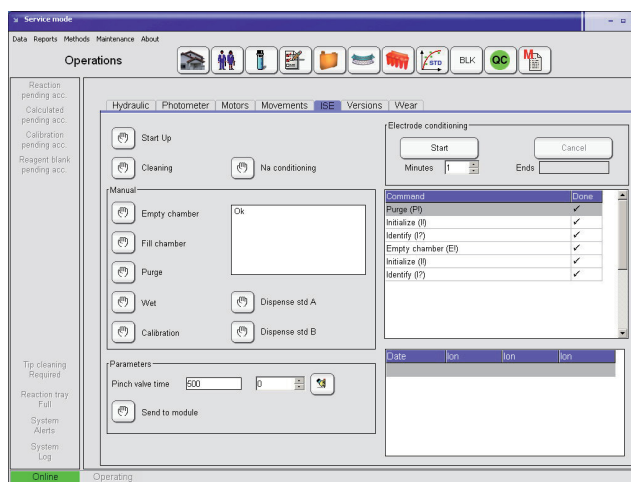 Service mode
Data Reports Methods Maintenance About
Operations
STD
BLK
QC
M
Reaction
pending acc.
Calculated
pending acc.
Calibration
pending acc.
Reagent blank
pending acc.
Tip cleaning
Required
Reaction tray
Full
System
Alerts
System
Log
Hydraulic Photometer Motors Movements ISE Versions Wear
Start Up
Cleaning
Na conditioning
Manual
Empty chamber
Ok
Fill chamber
Purge
Wet
Dispense std A
Calibration
Dispense std B
Parameters
Pinch valve time 500 0
Send to module
Electrode conditioning
Start Cancel
Minutes 1 Ends
Command Done
Purge (P!) ✓
Initialize (I!) ✓
Identify (I?) ✓
Empty chamber (E!) ✓
Initialize (I!) ✓
Identify (I?) ✓
Date Ion Ion Ion
Online Operating